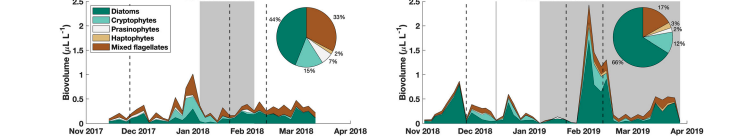 2.5
2
1.5
1
0.5
0
Biovolume (μL L⁻¹)
Diatoms
Cryptophytes
Prasinophytes
Haptophytes
Mixed flagellates
44%
33%
2%
7%
15%
Nov 2017 Dec 2017 Jan 2018 Feb 2018 Mar 2018 Apr 2018
2.5
2
1.5
1
0.5
0
Biovolume (μL L⁻¹)
17%
3%
2%
12%
66%
Nov 2018 Dec 2018 Jan 2019 Feb 2019 Mar 2019 Apr 2019